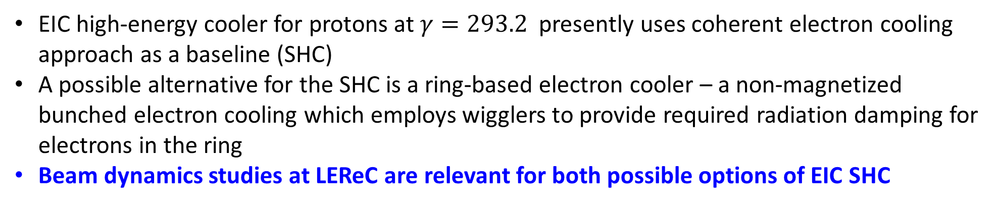 • EIC high-energy cooler for protons at γ = 293.2 presently uses coherent electron cooling
approach as a baseline (SHC)
• A possible alternative for the SHC is a ring-based electron cooler – a non-magnetized
bunched electron cooling which employs wigglers to provide required radiation damping for
electrons in the ring
• Beam dynamics studies at LEReC are relevant for both possible options of EIC SHC